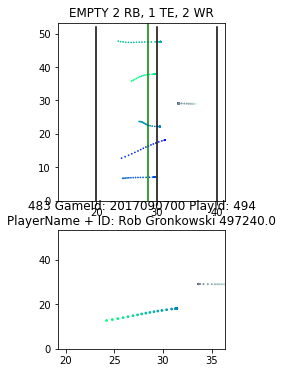 EMPTY 2 RB, 1 TE, 2 WR
50
40
30
20
10
0
20 30 40
483 GameId: 2017090700 PlayId: 494
PlayerName + ID: Rob Gronkowski 497240.0
40
20
0
20 25 30 35